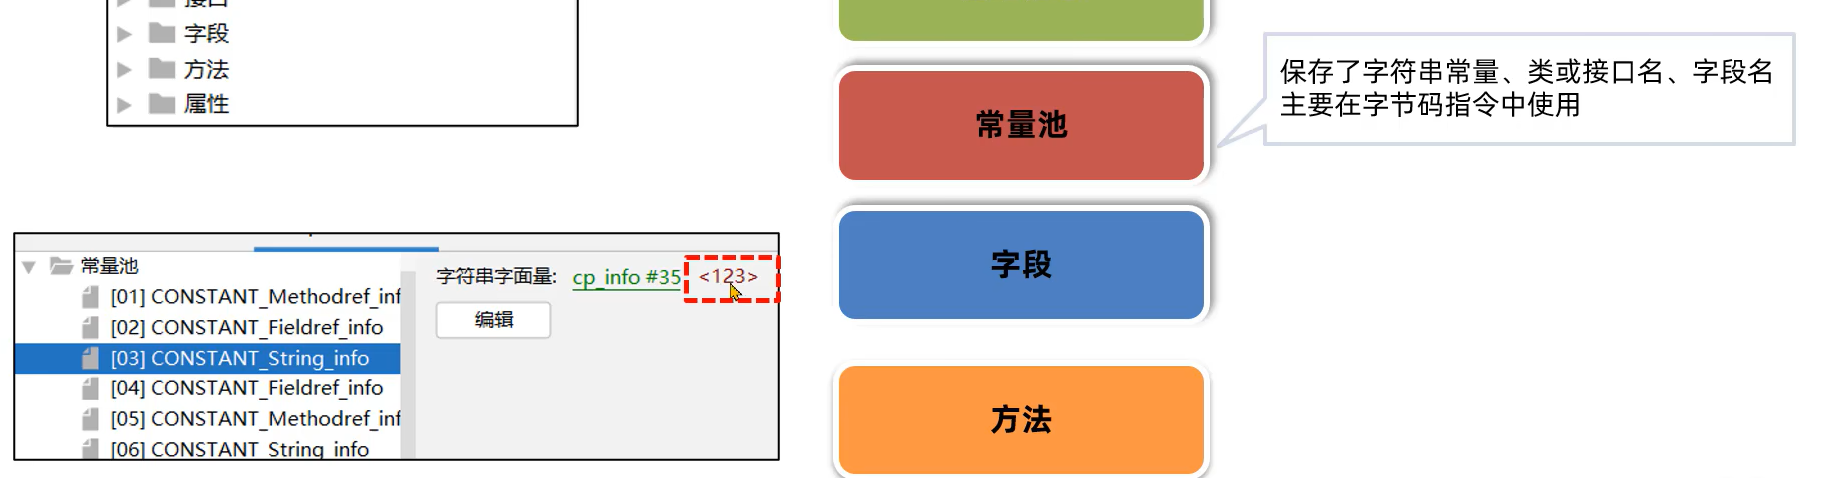 接口
字段
方法
属性
常量池
保存了字符串常量、类或接口名、字段名
主要在字节码指令中使用
字段
方法
常量池
[01] CONSTANT_Methodref_inf
[02] CONSTANT_Fieldref_info
[03] CONSTANT_String_info
[04] CONSTANT_Fieldref_info
[05] CONSTANT_Methodref_inf
[06] CONSTANT_String_info
字符串字面量: cp_info #35 <123>
编辑